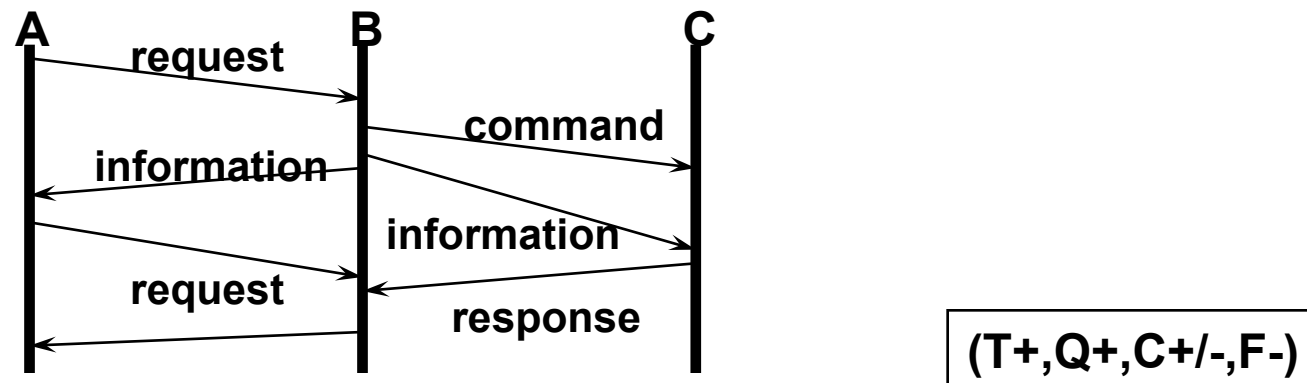 A B C
request
command
information
information
request
response
(T+,Q+,C+/-,F-)